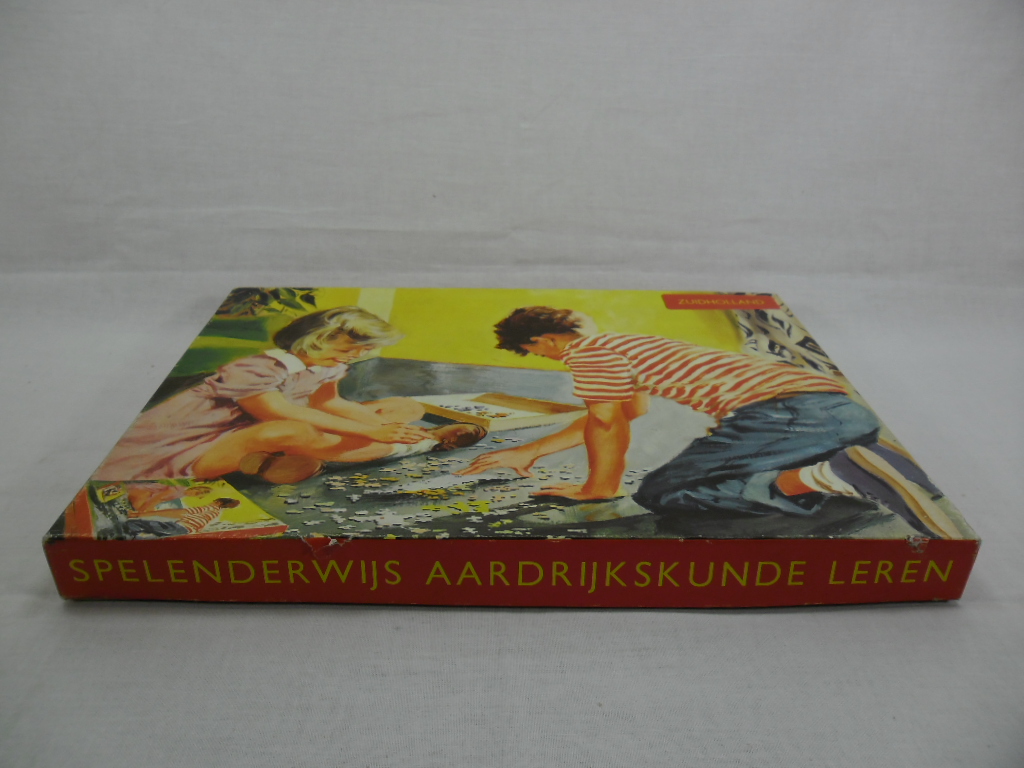 ZUIDHOLLAND
SPELENDERWIJS AARDRIJKSKUNDE LEREN